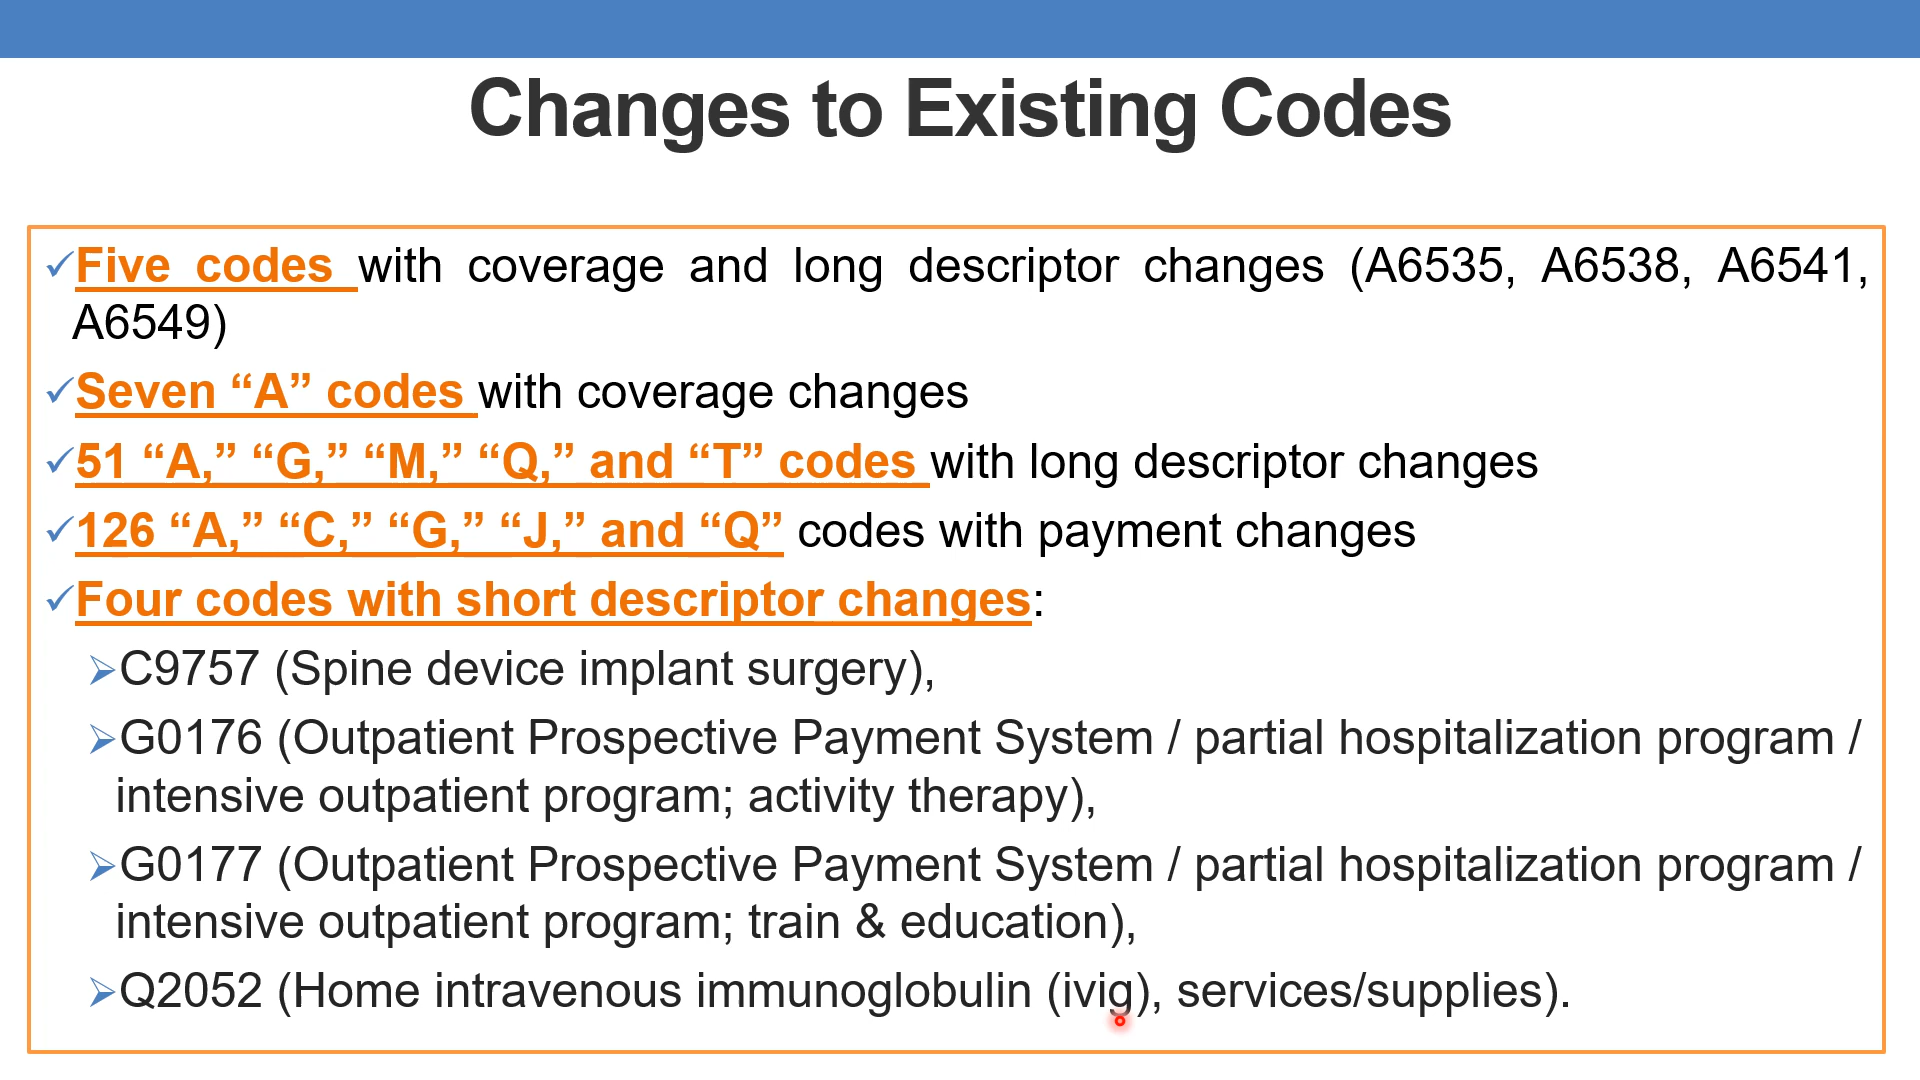 Changes to Existing Codes
✓Five codes with coverage and long descriptor changes (A6535, A6538, A6541,
A6549)
✓Seven “A” codes with coverage changes
✓51 “A,” “G,” “M,” “Q,” and “T” codes with long descriptor changes
✓126 “A,” “C,” “G,” “J,” and “Q” codes with payment changes
✓Four codes with short descriptor changes:
➢C9757 (Spine device implant surgery),
➢G0176 (Outpatient Prospective Payment System / partial hospitalization program /
intensive outpatient program; activity therapy),
➢G0177 (Outpatient Prospective Payment System / partial hospitalization program /
intensive outpatient program; train & education),
➢Q2052 (Home intravenous immunoglobulin (ivig), services/supplies).